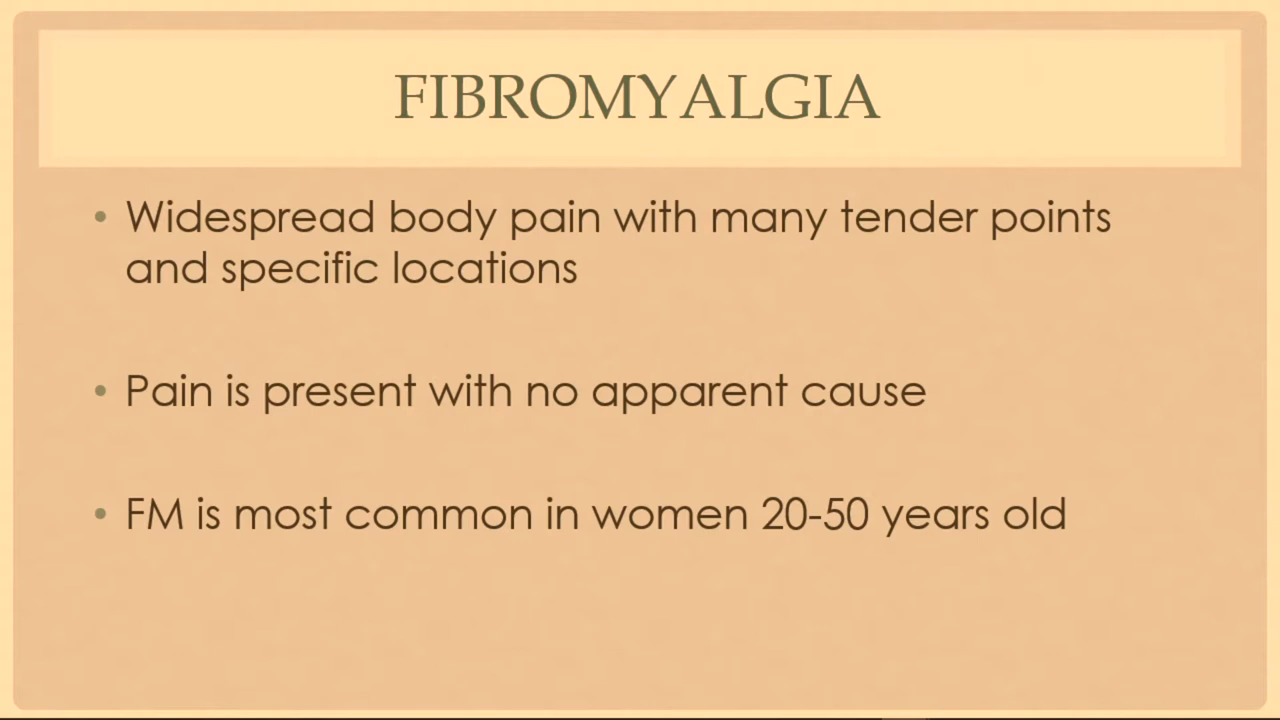 FIBROMYALGIA
• Widespread body pain with many tender points
and specific locations
• Pain is present with no apparent cause
• FM is most common in women 20-50 years old